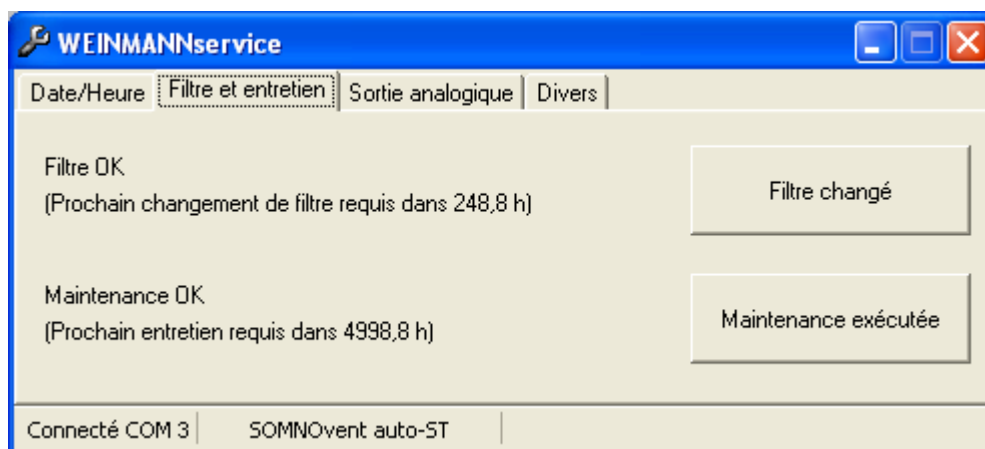 WEINMANNservice
Date/Heure Filtre et entretien Sortie analogique Divers
Filtre OK
(Prochain changement de filtre requis dans 248,8 h)
Filtre changé
Maintenance OK
(Prochain entretien requis dans 4998,8 h)
Maintenance exécutée
Connecté COM 3 SOMNOvent auto-ST